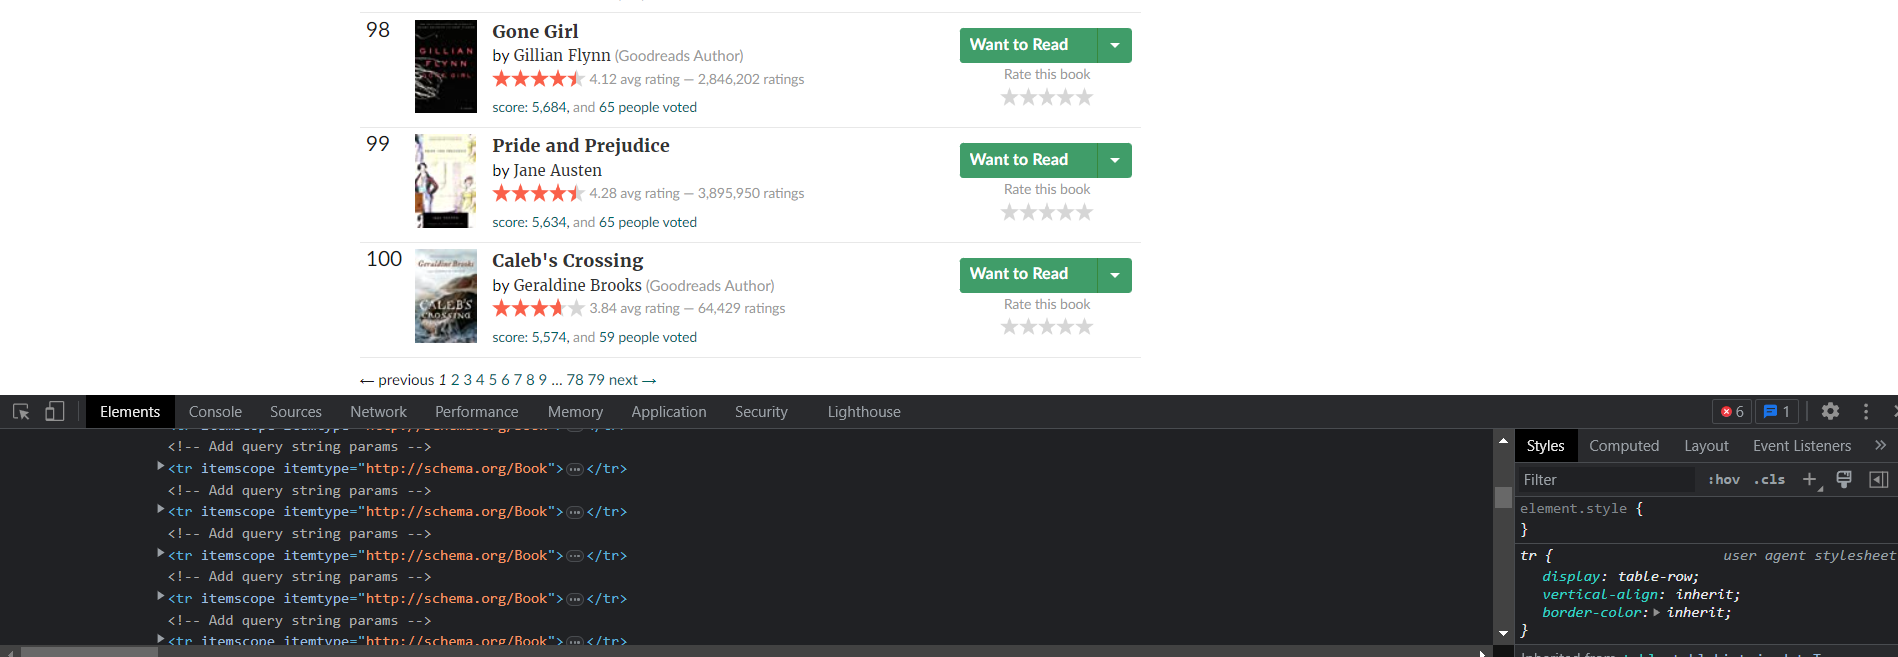 98
Gone Girl
by Gillian Flynn (Goodreads Author)
4.12 avg rating — 2,846,202 ratings
score: 5,684, and 65 people voted
Want to Read
Rate this book
GILLIAN
FLYNN
GONE GIRL
99
Pride and Prejudice
by Jane Austen
4.28 avg rating — 3,895,950 ratings
score: 5,634, and 65 people voted
Want to Read
Rate this book
100
Caleb's Crossing
by Geraldine Brooks (Goodreads Author)
3.84 avg rating — 64,429 ratings
score: 5,574, and 59 people voted
Want to Read
Rate this book
Geraldine Brooks
CALEB'S
CROSSING
← previous 1 2 3 4 5 6 7 8 9 … 78 79 next →
Elements Console Sources Network Performance Memory Application Security Lighthouse 6 1
<!-- Add query string params -->
<tr itemscope itemtype="http://schema.org/Book">…</tr>
<!-- Add query string params -->
<tr itemscope itemtype="http://schema.org/Book">…</tr>
<!-- Add query string params -->
<tr itemscope itemtype="http://schema.org/Book">…</tr>
<!-- Add query string params -->
<tr itemscope itemtype="http://schema.org/Book">…</tr>
<!-- Add query string params -->
<tr itemscope itemtype="http://schema.org/Book">…</tr>
Styles Computed Layout Event Listeners »
Filter :hov .cls +
element.style {
}
tr { user agent stylesheet
display: table-row;
vertical-align: inherit;
border-color: inherit;
}